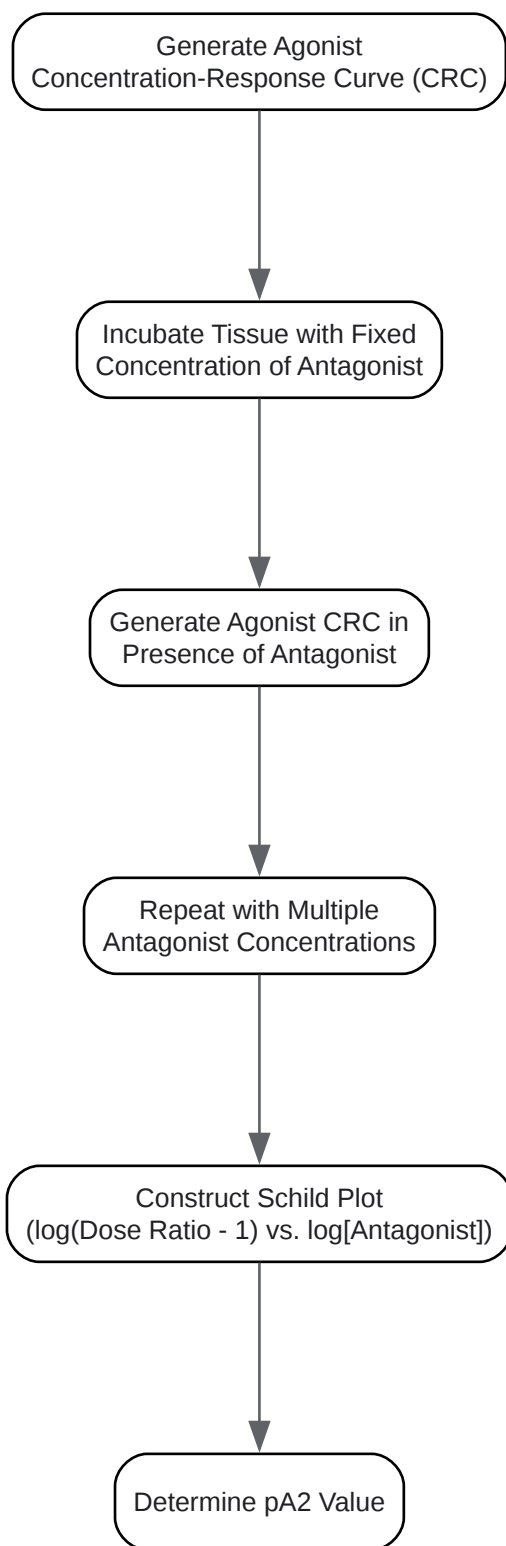 Generate Agonist
Concentration-Response Curve (CRC)
Incubate Tissue with Fixed
Concentration of Antagonist
Generate Agonist CRC in
Presence of Antagonist
Repeat with Multiple
Antagonist Concentrations
Construct Schild Plot
(log(Dose Ratio - 1) vs. log[Antagonist])
Determine pA2 Value